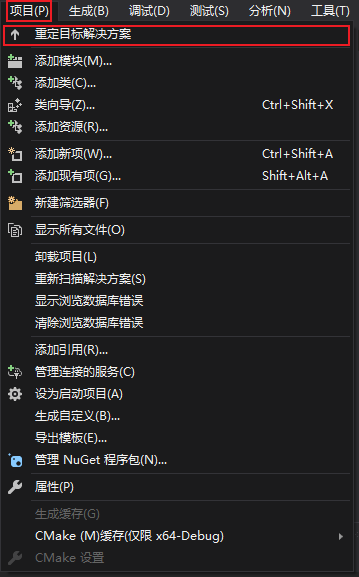 项目(P) 生成(B) 调试(D) 测试(S) 分析(N) 工具(T)
重定目标解决方案
添加模块(M)...
添加类(C)...
类向导(Z)... Ctrl+Shift+X
添加资源(R)...
添加新项(W)... Ctrl+Shift+A
添加现有项(G)... Shift+Alt+A
新建筛选器(F)
显示所有文件(O)
卸载项目(L)
重新扫描解决方案(S)
显示浏览数据库错误
清除浏览数据库错误
添加引用(R)...
管理连接的服务(C)
设为启动项目(A)
生成自定义(B)...
导出模板(E)...
管理 NuGet 程序包(N)...
属性(P)
生成缓存(G)
CMake (M)缓存(仅限 x64-Debug)
CMake 设置